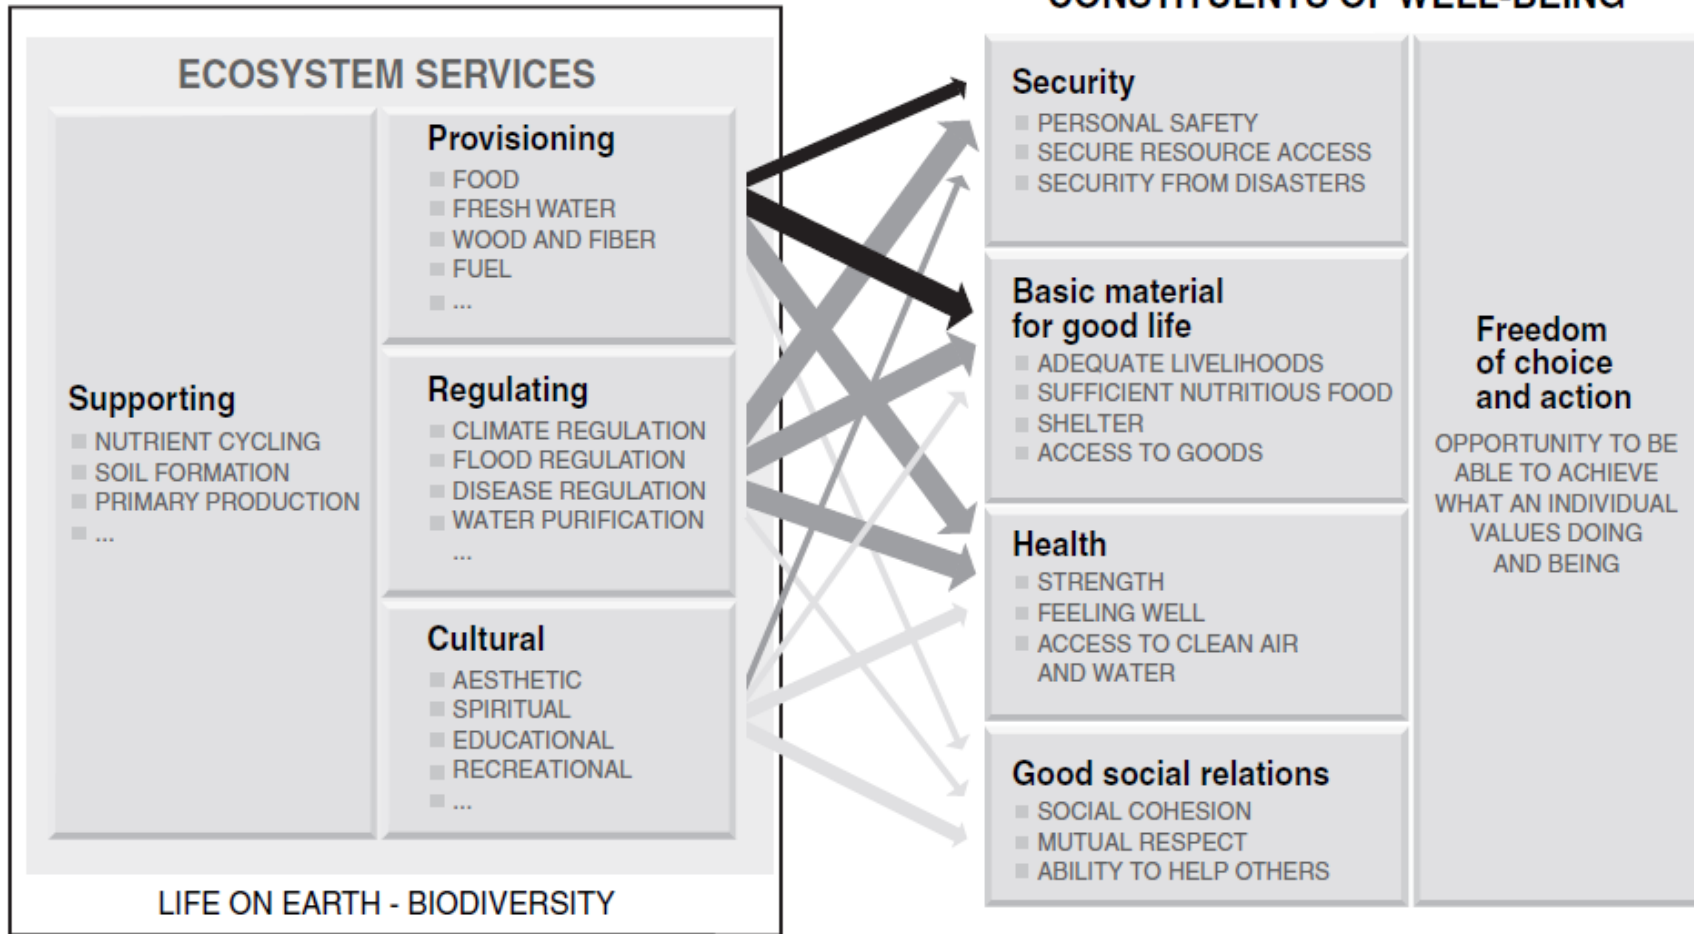 CONSTITUENTS OF WELL-BEING
ECOSYSTEM SERVICES
Supporting
NUTRIENT CYCLING
SOIL FORMATION
PRIMARY PRODUCTION
...
Provisioning
FOOD
FRESH WATER
WOOD AND FIBER
FUEL
...
Regulating
CLIMATE REGULATION
FLOOD REGULATION
DISEASE REGULATION
WATER PURIFICATION
...
Cultural
AESTHETIC
SPIRITUAL
EDUCATIONAL
RECREATIONAL
...
LIFE ON EARTH - BIODIVERSITY
Security
PERSONAL SAFETY
SECURE RESOURCE ACCESS
SECURITY FROM DISASTERS
Basic material
for good life
ADEQUATE LIVELIHOODS
SUFFICIENT NUTRITIOUS FOOD
SHELTER
ACCESS TO GOODS
Health
STRENGTH
FEELING WELL
ACCESS TO CLEAN AIR
AND WATER
Good social relations
SOCIAL COHESION
MUTUAL RESPECT
ABILITY TO HELP OTHERS
Freedom
of choice
and action
OPPORTUNITY TO BE
ABLE TO ACHIEVE
WHAT AN INDIVIDUAL
VALUES DOING
AND BEING